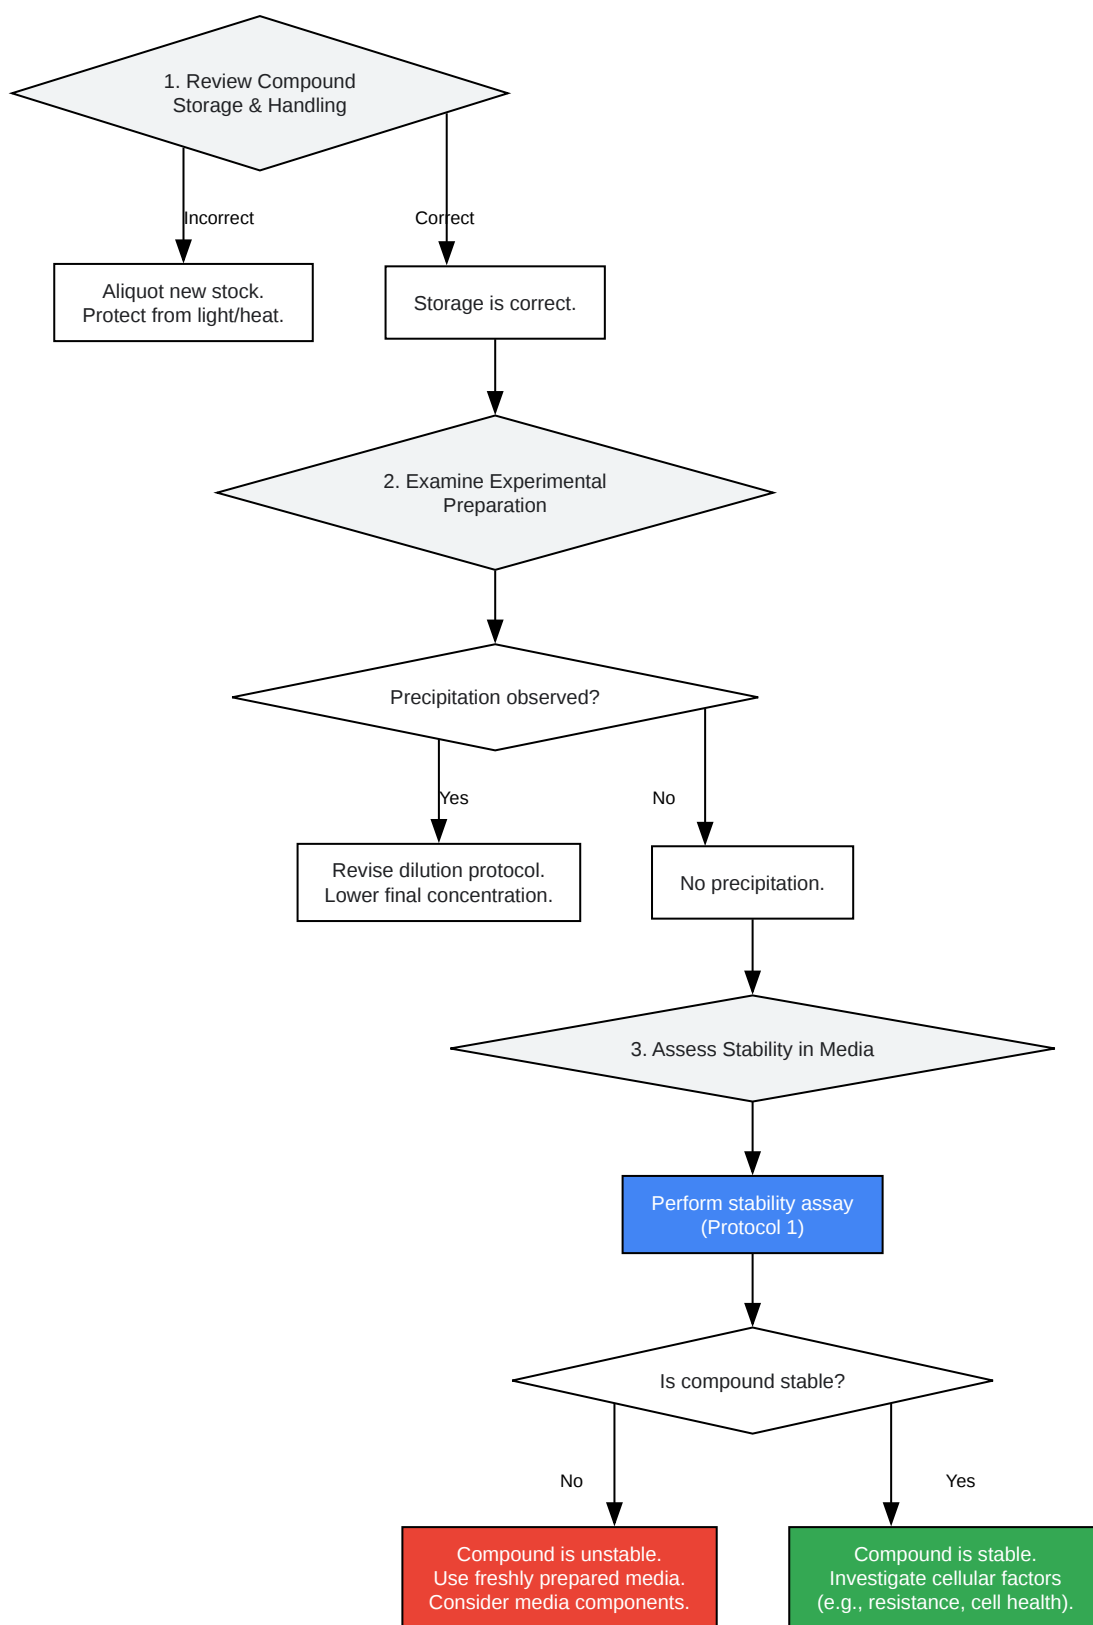 1. Review Compound
Storage & Handling
Incorrect
Correct
Aliquot new stock.
Protect from light/heat.
Storage is correct.
2. Examine Experimental
Preparation
Precipitation observed?
Yes
No
Revise dilution protocol.
Lower final concentration.
No precipitation.
3. Assess Stability in Media
Perform stability assay
(Protocol 1)
Is compound stable?
No
Yes
Compound is unstable.
Use freshly prepared media.
Consider media components.
Compound is stable.
Investigate cellular factors
(e.g., resistance, cell health).